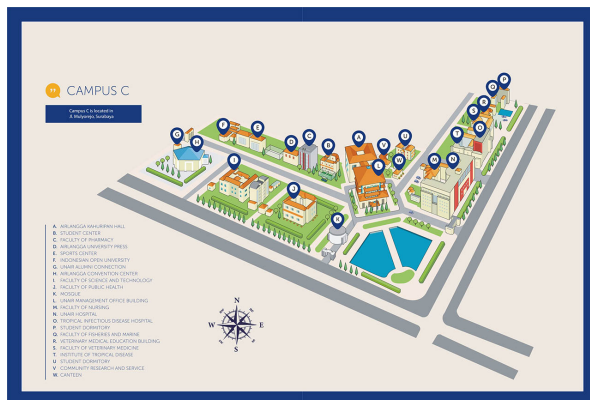 CAMPUS C
Campus C is located in
Jl. Mulyorejo, Surabaya
P
O
R
S
F
E
G
H
D
C
B
A
V
U
L
W
T
Q
M
N
I
J
K
A. AIRLANGGA KAHURIPAN HALL
B. STUDENT CENTER
C. FACULTY OF PHARMACY
D. AIRLANGGA UNIVERSITY PRESS
E. SPORTS CENTER
F. INDONESIAN OPEN UNIVERSITY
G. UNAIR ALUMNI CONNECTION
H. AIRLANGGA CONVENTION CENTER
I. FACULTY OF SCIENCE AND TECHNOLOGY
J. FACULTY OF PUBLIC HEALTH
K. MOSQUE
L. UNAIR MANAGEMENT OFFICE BUILDING
M. FACULTY OF NURSING
N. UNAIR HOSPITAL
O. TROPICAL INFECTIOUS DISEASE HOSPITAL
P. STUDENT DORMITORY
Q. FACULTY OF FISHERIES AND MARINE
R. VETERINARY MEDICAL EDUCATION BUILDING
S. FACULTY OF VETERINARY MEDICINE
T. INSTITUTE OF TROPICAL DISEASE
U. STUDENT DORMITORY
V. COMMUNITY RESEARCH AND SERVICE
W. CANTEEN
N
W E
S